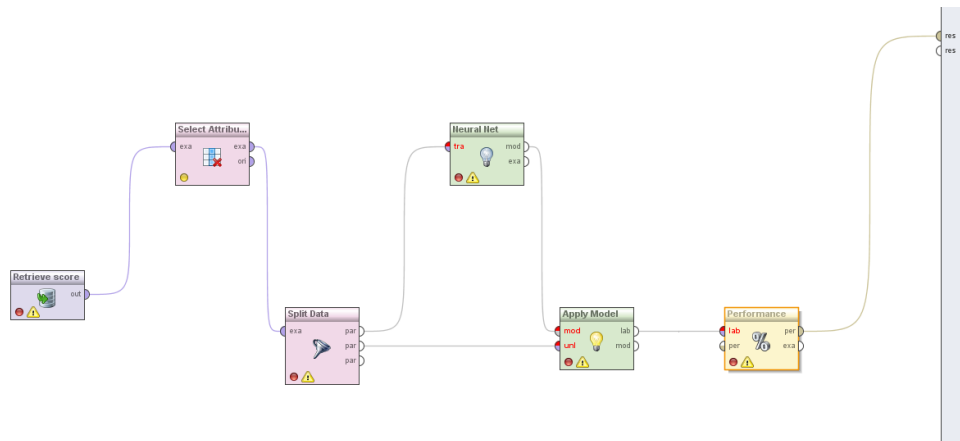 res
res
Select Attribu...
exa
exa
ori
Neural Net
tra
mod
exa
Retrieve score
out
Split Data
exa
par
par
par
Apply Model
mod
lab
unl
mod
Performance
lab
per
per
exa
%